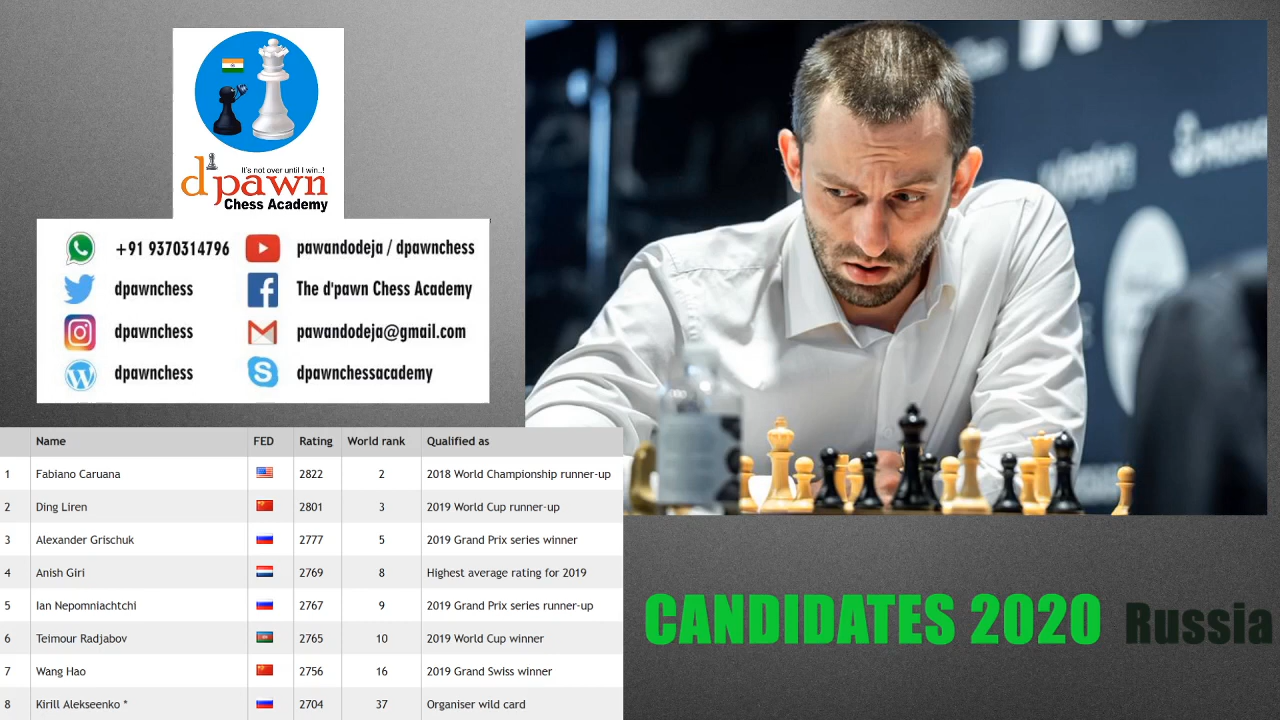 It's not over until I win..!
d'pawn
Chess Academy
+91 9370314796
pawandodeja / dpawnchess
dpawnchess
The d'pawn Chess Academy
dpawnchess
pawandodeja@gmail.com
dpawnchess
dpawnchessacademy
Name FED Rating World rank Qualified as
1 Fabiano Caruana 2822 2 2018 World Championship runner-up
2 Ding Liren 2801 3 2019 World Cup runner-up
3 Alexander Grischuk 2777 5 2019 Grand Prix series winner
4 Anish Giri 2769 8 Highest average rating for 2019
5 Ian Nepomniachtchi 2767 9 2019 Grand Prix series runner-up
6 Teimour Radjabov 2765 10 2019 World Cup winner
7 Wang Hao 2756 16 2019 Grand Swiss winner
8 Kirill Alekseenko * 2704 37 Organiser wild card
CANDIDATES 2020 Russia